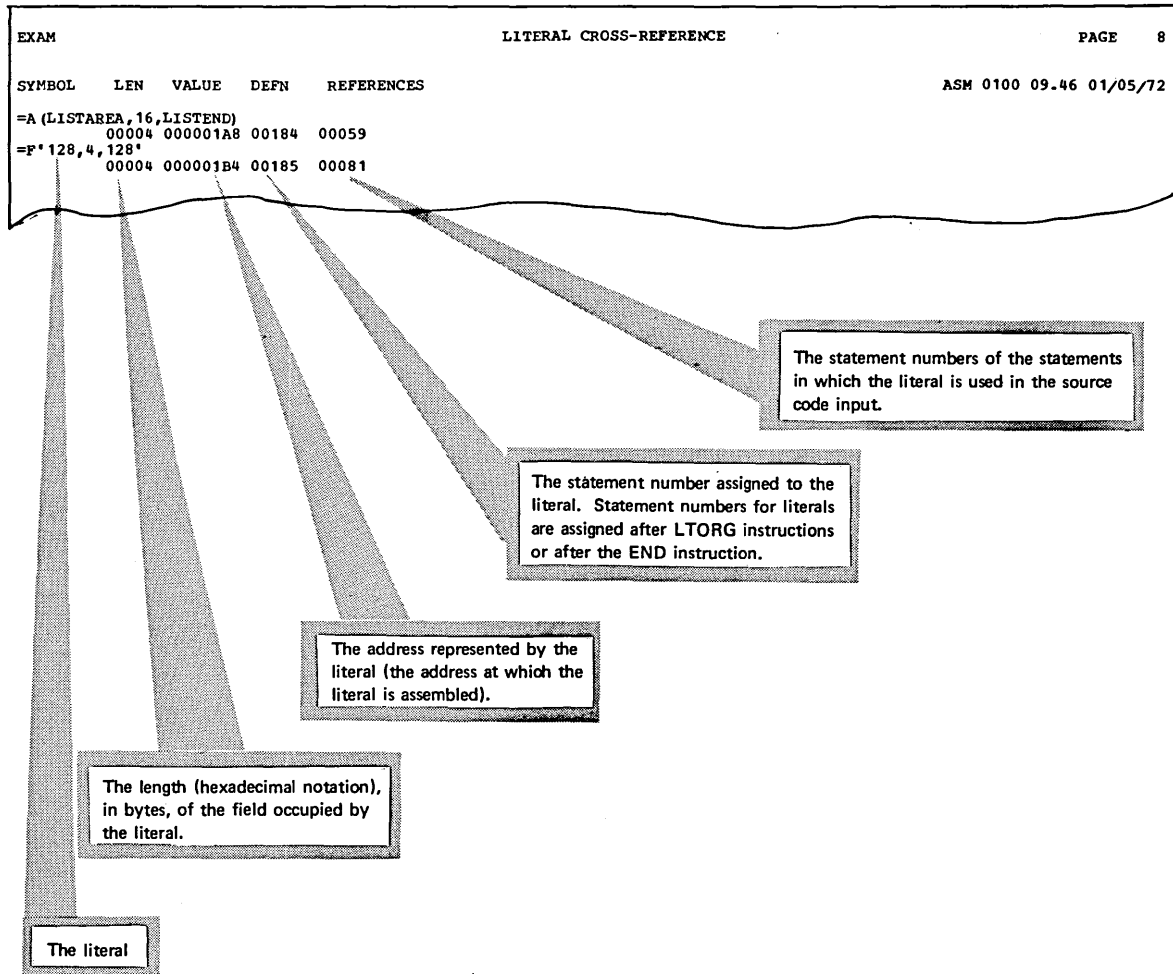 EXAM LITERAL CROSS-REFERENCE PAGE 8
SYMBOL LEN VALUE DEFN REFERENCES ASM 0100 09.46 01/05/72
=A(LISTAREA,16,LISTEND)
00004 000001A8 00184 00059
=F'128,4,128'
00004 000001B4 00185 00081
The statement numbers of the statements
in which the literal is used in the source
code input.
The statement number assigned to the
literal. Statement numbers for literals
are assigned after LTORG instructions
or after the END instruction.
The address represented by the
literal (the address at which the
literal is assembled).
The length (hexadecimal notation),
in bytes, of the field occupied by
the literal.
The literal